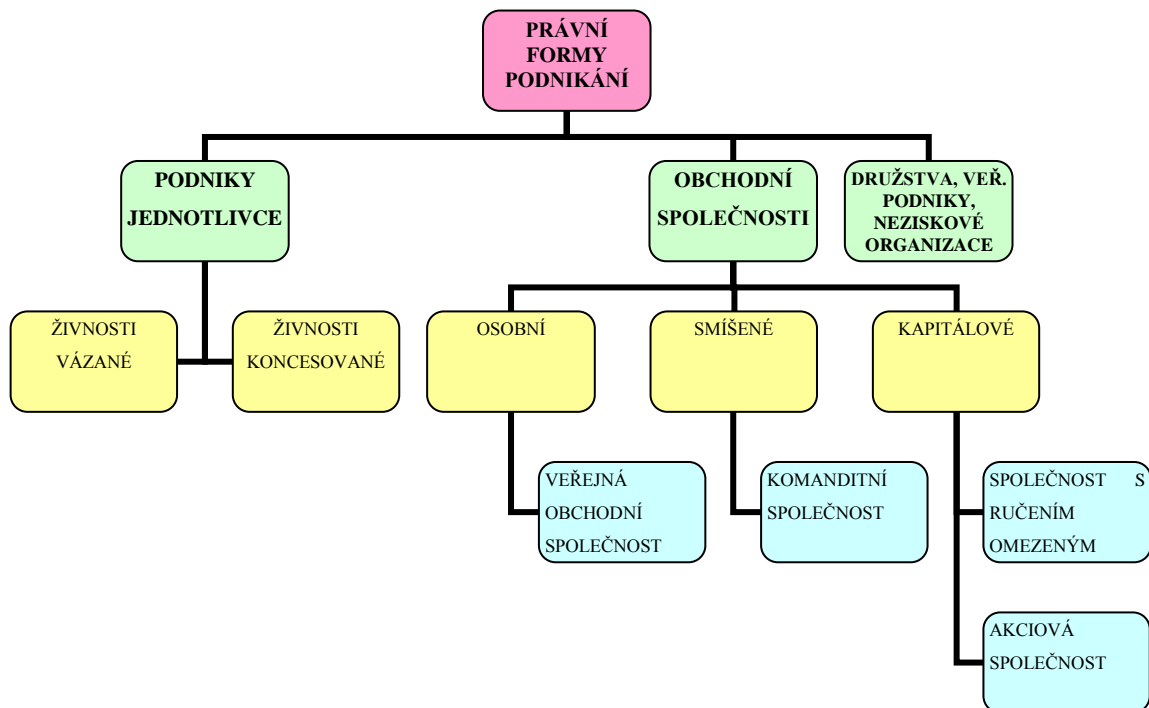 PRÁVNÍ
FORMY
PODNIKÁNÍ
PODNIKY
JEDNOTLIVCE
OBCHODNÍ
SPOLEČNOSTI
DRUŽSTVA, VEŘ.
PODNIKY,
NEZISKOVÉ
ORGANIZACE
ŽIVNOSTI
VÁZANÉ
ŽIVNOSTI
KONCESOVANÉ
OSOBNÍ
SMÍŠENÉ
KAPITÁLOVÉ
VEŘEJNÁ
OBCHODNÍ
SPOLEČNOST
KOMANDITNÍ
SPOLEČNOST
SPOLEČNOST S
RUČENÍM
OMEZENÝM
AKCIOVÁ
SPOLEČNOST